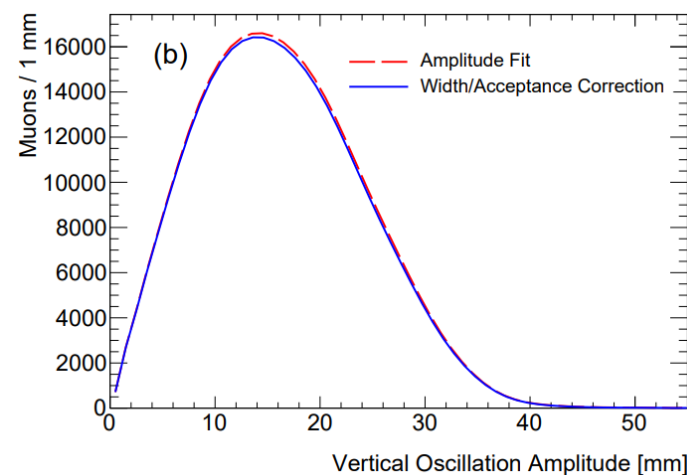 (b)
Amplitude Fit
Width/Acceptance Correction
Muons / 1 mm
16000
14000
12000
10000
8000
6000
4000
2000
0
0 10 20 30 40 50
Vertical Oscillation Amplitude [mm]